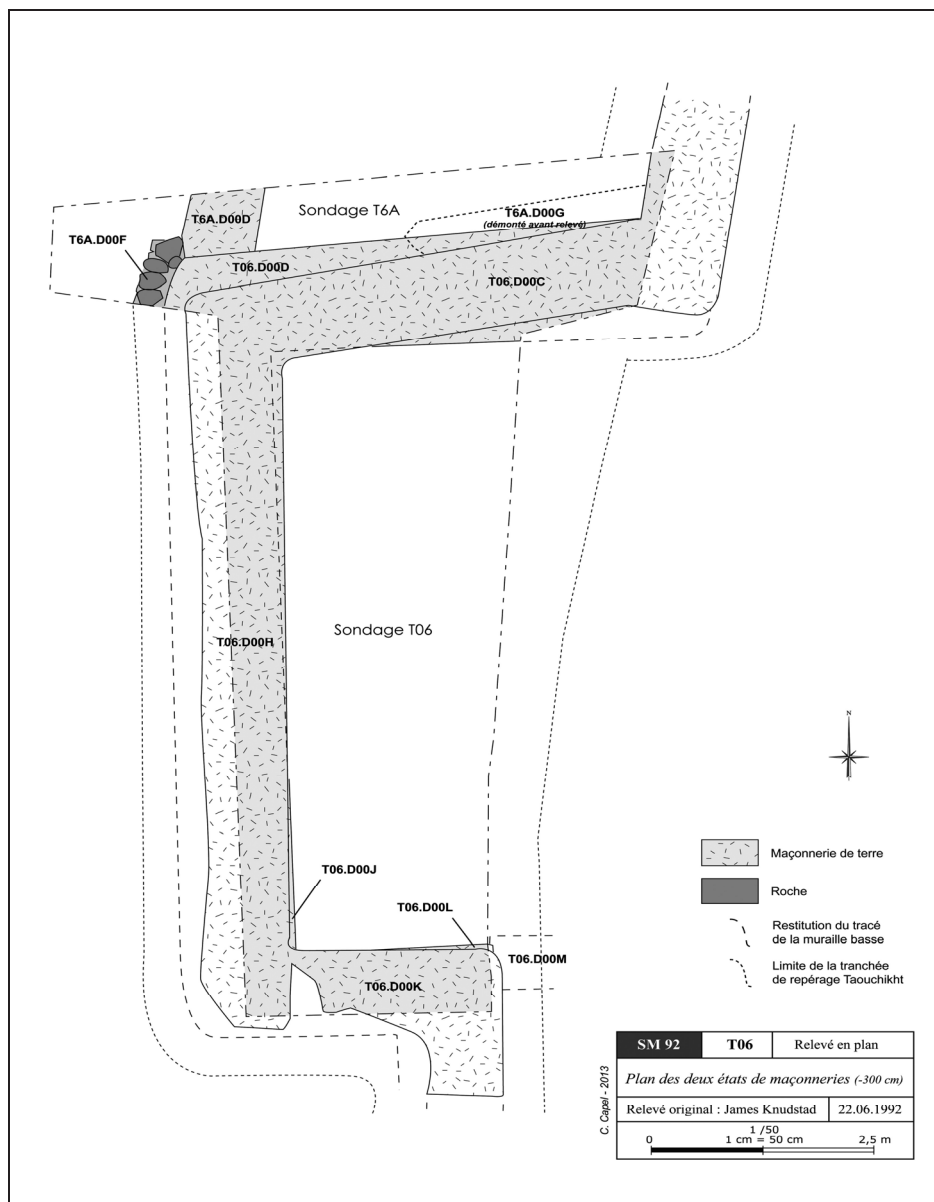 T6A.D00D
Sondage T6A
T6A.D00G
(démonté avant relevé)
T6A.D00F
T06.D00D
T06.D00C
Sondage T06
T06.D00H
N
Maçonnerie de terre
T06.D00J
Roche
T06.D00L
Restitution du tracé
de la muraille basse
T06.D00M
Limite de la tranchée
de repérage Taouchikht
T06.D00K
SM 92
T06
Relevé en plan
Plan des deux états de maçonneries (-300 cm)
Relevé original : James Knudstad
22.06.1992
1 /50
0
1 cm = 50 cm
2,5 m
C. Capel - 2013